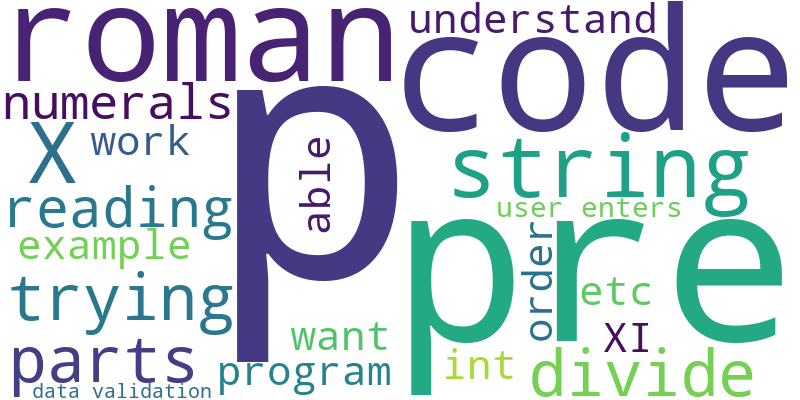 roman
code
understand
numerals
p
X
work
able
string
reading
user enters
pre
example
order
etc
trying
want
XI
parts
program
int
divide
data validation